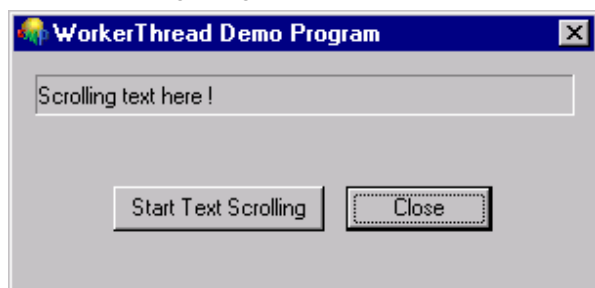 WorkerThread Demo Program
Scrolling text here !
Start Text Scrolling
Close